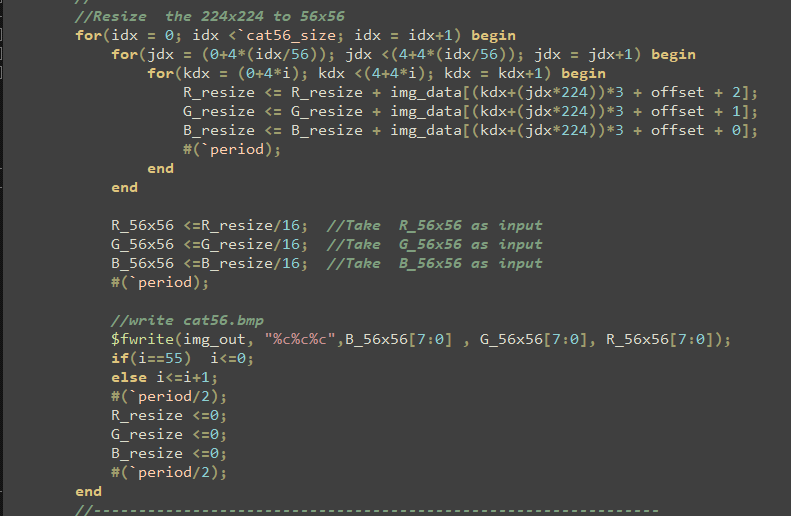 //
//Resize  the 224x224 to 56x56
for(idx = 0; idx <`cat56_size; idx = idx+1) begin
    for(jdx = (0+4*(idx/56)); jdx <(4+4*(idx/56)); jdx = jdx+1) begin
        for(kdx = (0+4*i); kdx <(4+4*i); kdx = kdx+1) begin
            R_resize <= R_resize + img_data[(kdx+(jdx*224))*3 + offset + 2];
            G_resize <= G_resize + img_data[(kdx+(jdx*224))*3 + offset + 1];
            B_resize <= B_resize + img_data[(kdx+(jdx*224))*3 + offset + 0];
            #(`period);
        end
    end

    R_56x56 <=R_resize/16;  //Take  R_56x56 as input
    G_56x56 <=G_resize/16;  //Take  G_56x56 as input
    B_56x56 <=B_resize/16;  //Take  B_56x56 as input
    #(`period);

    //write cat56.bmp
    $fwrite(img_out, "%c%c%c",B_56x56[7:0] , G_56x56[7:0], R_56x56[7:0]);
    if(i==55)  i<=0;
    else i<=i+1;
    #(`period/2);
    R_resize <=0;
    G_resize <=0;
    B_resize <=0;
    #(`period/2);
end
//---------------------------------------------------------------